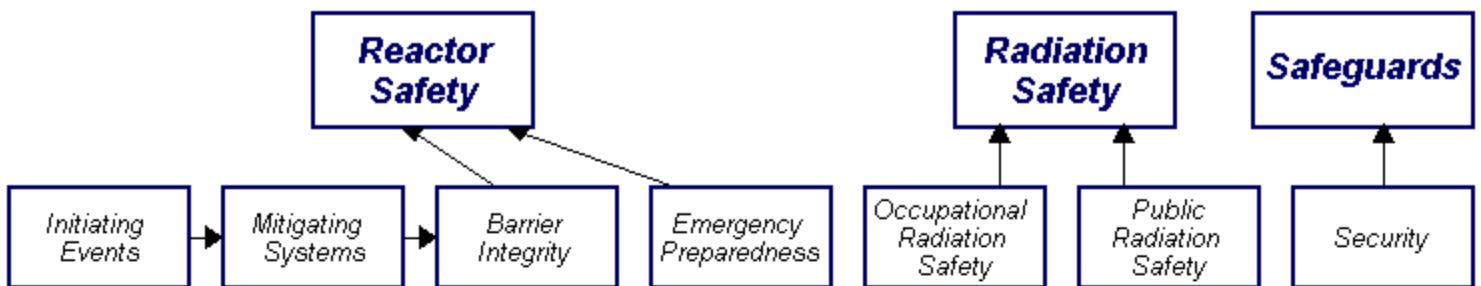 Reactor
Safety
Radiation
Safety
Safeguards
Initiating
Events
Mitigating
Systems
Barrier
Integrity
Emergency
Preparedness
Occupational
Radiation
Safety
Public
Radiation
Safety
Security